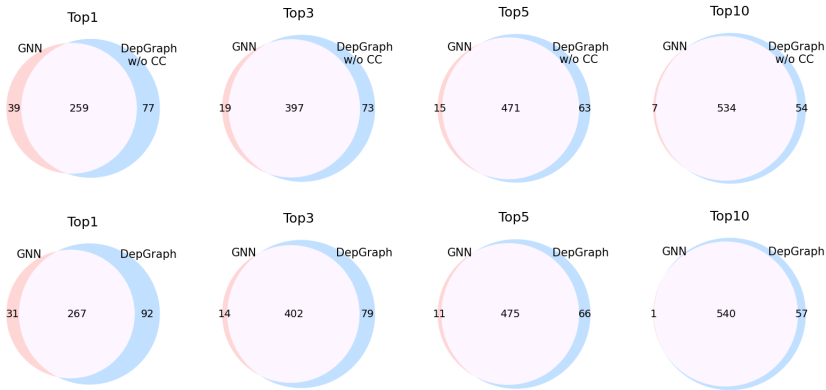 Top1
GNN
DepGraph
w/o CC
39
259
77
Top3
GNN
DepGraph
w/o CC
19
397
73
Top5
GNN
DepGraph
w/o CC
15
471
63
Top10
GNN
DepGraph
w/o CC
7
534
54
Top1
GNN
DepGraph
31
267
92
Top3
GNN
DepGraph
14
402
79
Top5
GNN
DepGraph
11
475
66
Top10
GNN
DepGraph
1
540
57